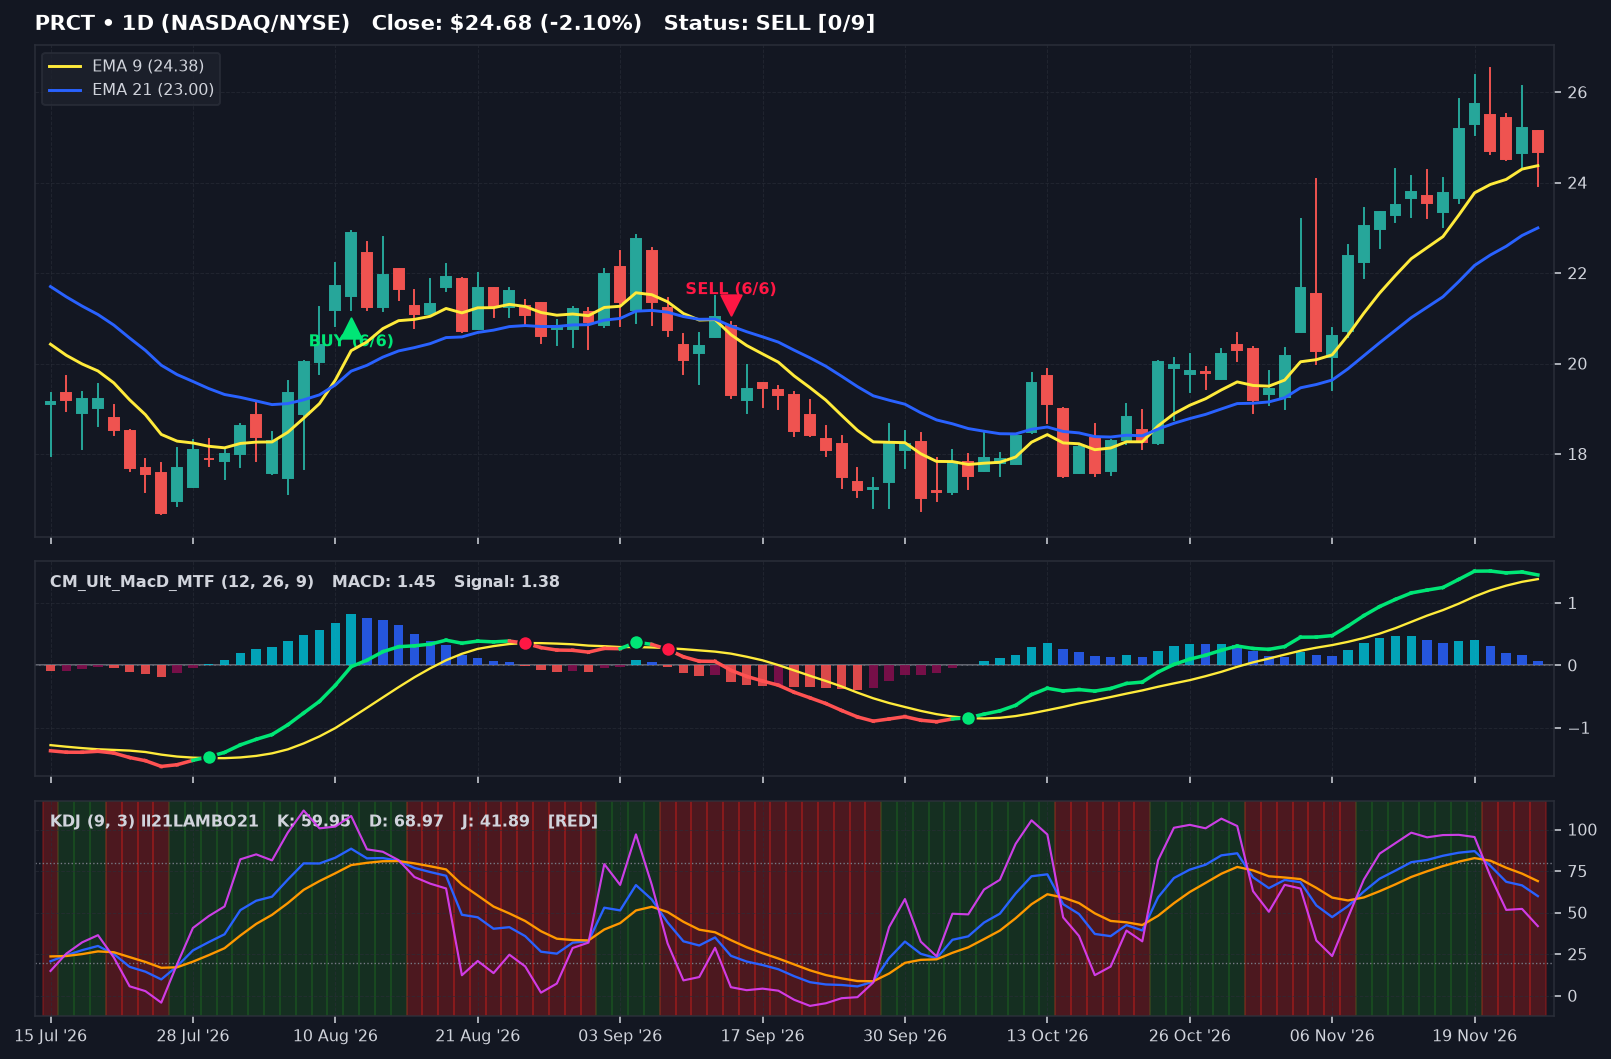 PRCT • 1D (NASDAQ/NYSE)   Close: $24.68 (-2.10%)   Status: SELL [0/9]
EMA 9 (24.38)
EMA 21 (23.00)
26
24
22
20
18
SELL (6/6)
BUY (6/6)
CM_Ult_MacD_MTF (12, 26, 9)   MACD: 1.45   Signal: 1.38
1
0
−1
KDJ (9, 3) II21LAMBO21   K: 59.95   D: 68.97   J: 41.89   [RED]
100
75
50
25
0
15 Jul '26   28 Jul '26   10 Aug '26   21 Aug '26   03 Sep '26   17 Sep '26   30 Sep '26   13 Oct '26   26 Oct '26   06 Nov '26   19 Nov '26